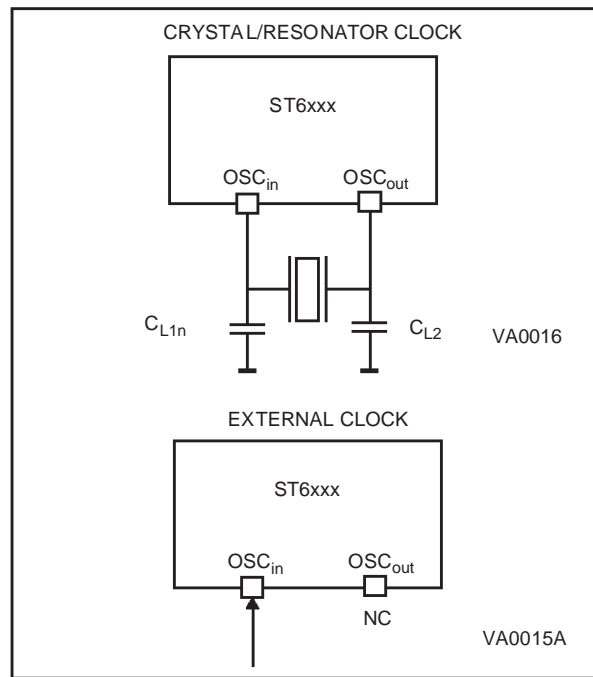 CRYSTAL/RESONATOR CLOCK
ST6xxx
OSCin OSCout
CL1n CL2 VA0016
EXTERNAL CLOCK
ST6xxx
OSCin OSCout
NC
VA0015A